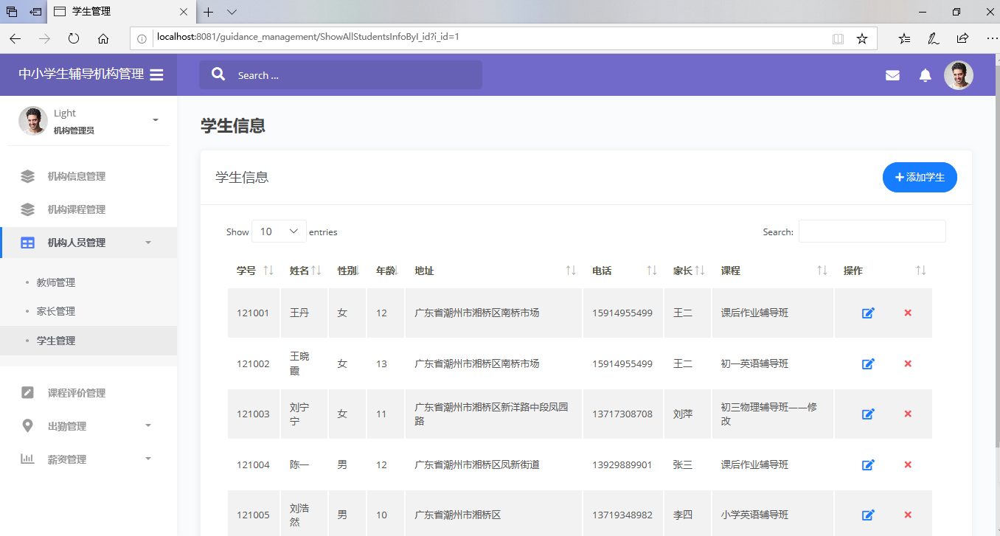 学生管理
localhost:8081/guidance_management/ShowAllStudentsInfoByI_id?i_id=1
中小学生辅导机构管理
Search ...
Light
机构管理员
机构信息管理
机构课程管理
机构人员管理
教师管理
家长管理
学生管理
课程评价管理
出勤管理
薪资管理
学生信息
学生信息
添加学生
Show 10 entries
Search:
学号 姓名 性别 年龄 地址 电话 家长 课程 操作
121001 王丹 女 12 广东省潮州市湘桥区南桥市场 15914955499 王二 课后作业辅导班
121002 王晓霞 女 13 广东省潮州市湘桥区南桥市场 15914955499 王二 初一英语辅导班
121003 刘宁宁 女 11 广东省潮州市湘桥区新洋路中段凤园路 13717308708 刘萍 初三物理辅导班——修改
121004 陈一 男 12 广东省潮州市湘桥区凤新街道 13929889901 张三 课后作业辅导班
121005 刘浩然 男 10 广东省潮州市湘桥区 13719348982 李四 小学英语辅导班